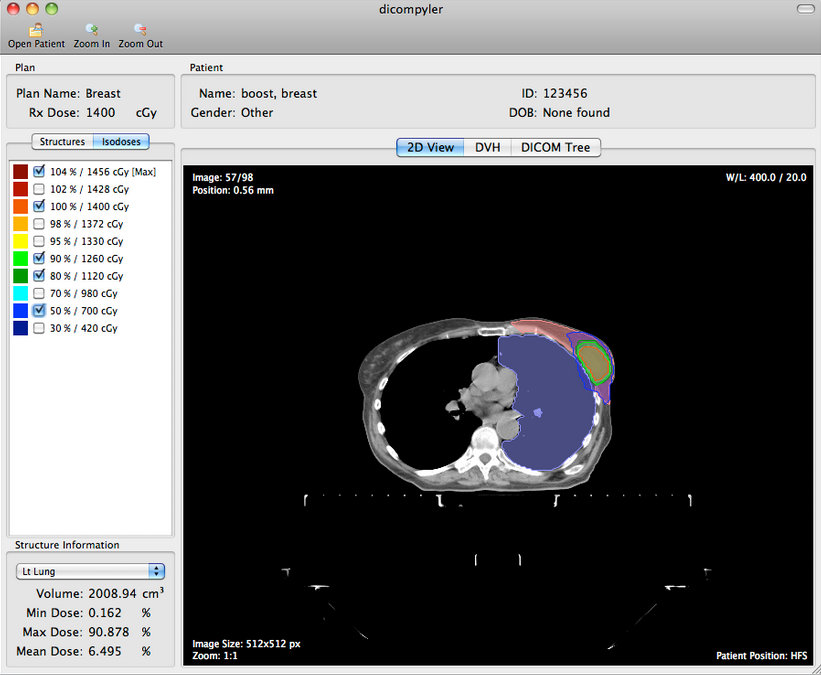 dicompyler
Open Patient Zoom In Zoom Out
Plan
Plan Name: Breast
Rx Dose: 1400 cGy
Patient
Name: boost, breast
Gender: Other
ID: 123456
DOB: None found
Structures Isodoses
2D View DVH DICOM Tree
104 % / 1456 cGy [Max]
102 % / 1428 cGy
100 % / 1400 cGy
98 % / 1372 cGy
95 % / 1330 cGy
90 % / 1260 cGy
80 % / 1120 cGy
70 % / 980 cGy
50 % / 700 cGy
30 % / 420 cGy
Structure Information
Lt Lung
Volume: 2008.94 cm³
Min Dose: 0.162 %
Max Dose: 90.878 %
Mean Dose: 6.495 %
Image: 57/98
Position: 0.56 mm
W/L: 400.0 / 20.0
Image Size: 512x512 px
Zoom: 1:1
Patient Position: HFS